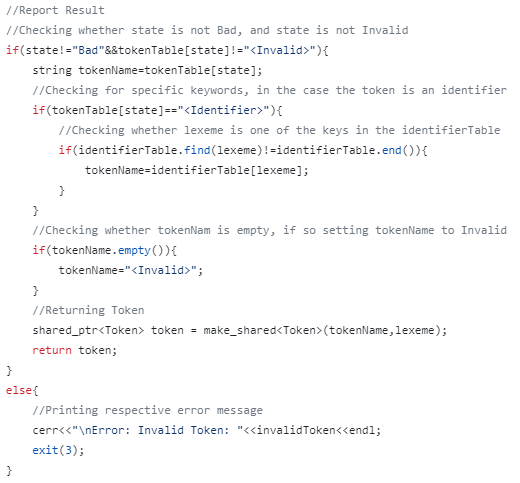 //Report Result
//Checking whether state is not Bad, and state is not Invalid
if(state!="Bad"&&tokenTable[state]!="<Invalid>"){
    string tokenName=tokenTable[state];
    //Checking for specific keywords, in the case the token is an identifier
    if(tokenTable[state]=="<Identifier>"){
        //Checking whether lexeme is one of the keys in the identifierTable
        if(identifierTable.find(lexeme)!=identifierTable.end()){
            tokenName=identifierTable[lexeme];
        }
    }
    //Checking whether tokenNam is empty, if so setting tokenName to Invalid
    if(tokenName.empty()){
        tokenName="<Invalid>";
    }
    //Returning Token
    shared_ptr<Token> token = make_shared<Token>(tokenName,lexeme);
    return token;
}
else{
    //Printing respective error message
    cerr<<"\nError: Invalid Token: "<<invalidToken<<endl;
    exit(3);
}